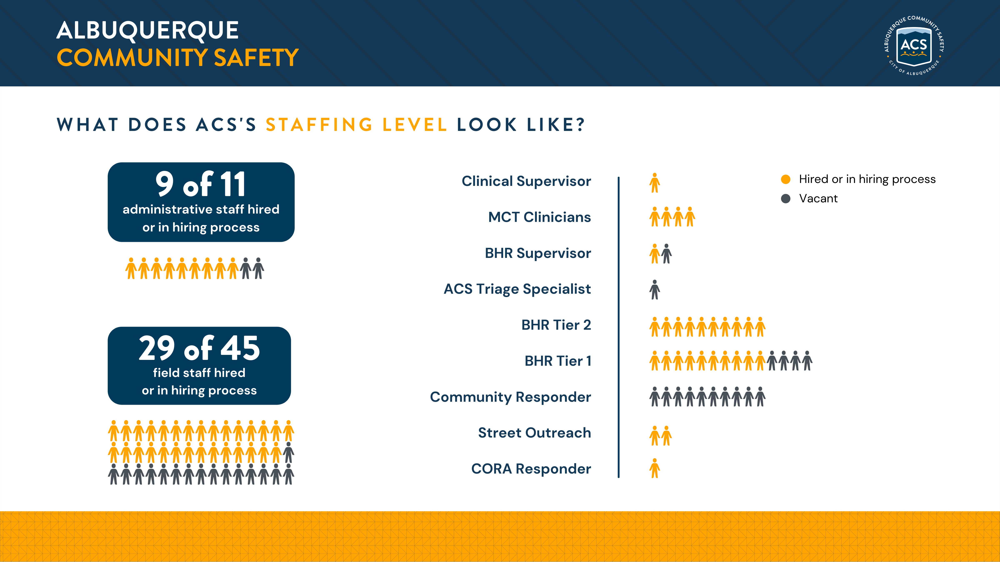 ALBUQUERQUE
COMMUNITY SAFETY
ALBUQUERQUE COMMUNITY SAFETY
ACS
• CITY OF ALBUQUERQUE •
WHAT DOES ACS'S STAFFING LEVEL LOOK LIKE?
9 of 11
administrative staff hired
or in hiring process
29 of 45
field staff hired
or in hiring process
Clinical Supervisor
MCT Clinicians
BHR Supervisor
ACS Triage Specialist
BHR Tier 2
BHR Tier 1
Community Responder
Street Outreach
CORA Responder
Hired or in hiring process
Vacant